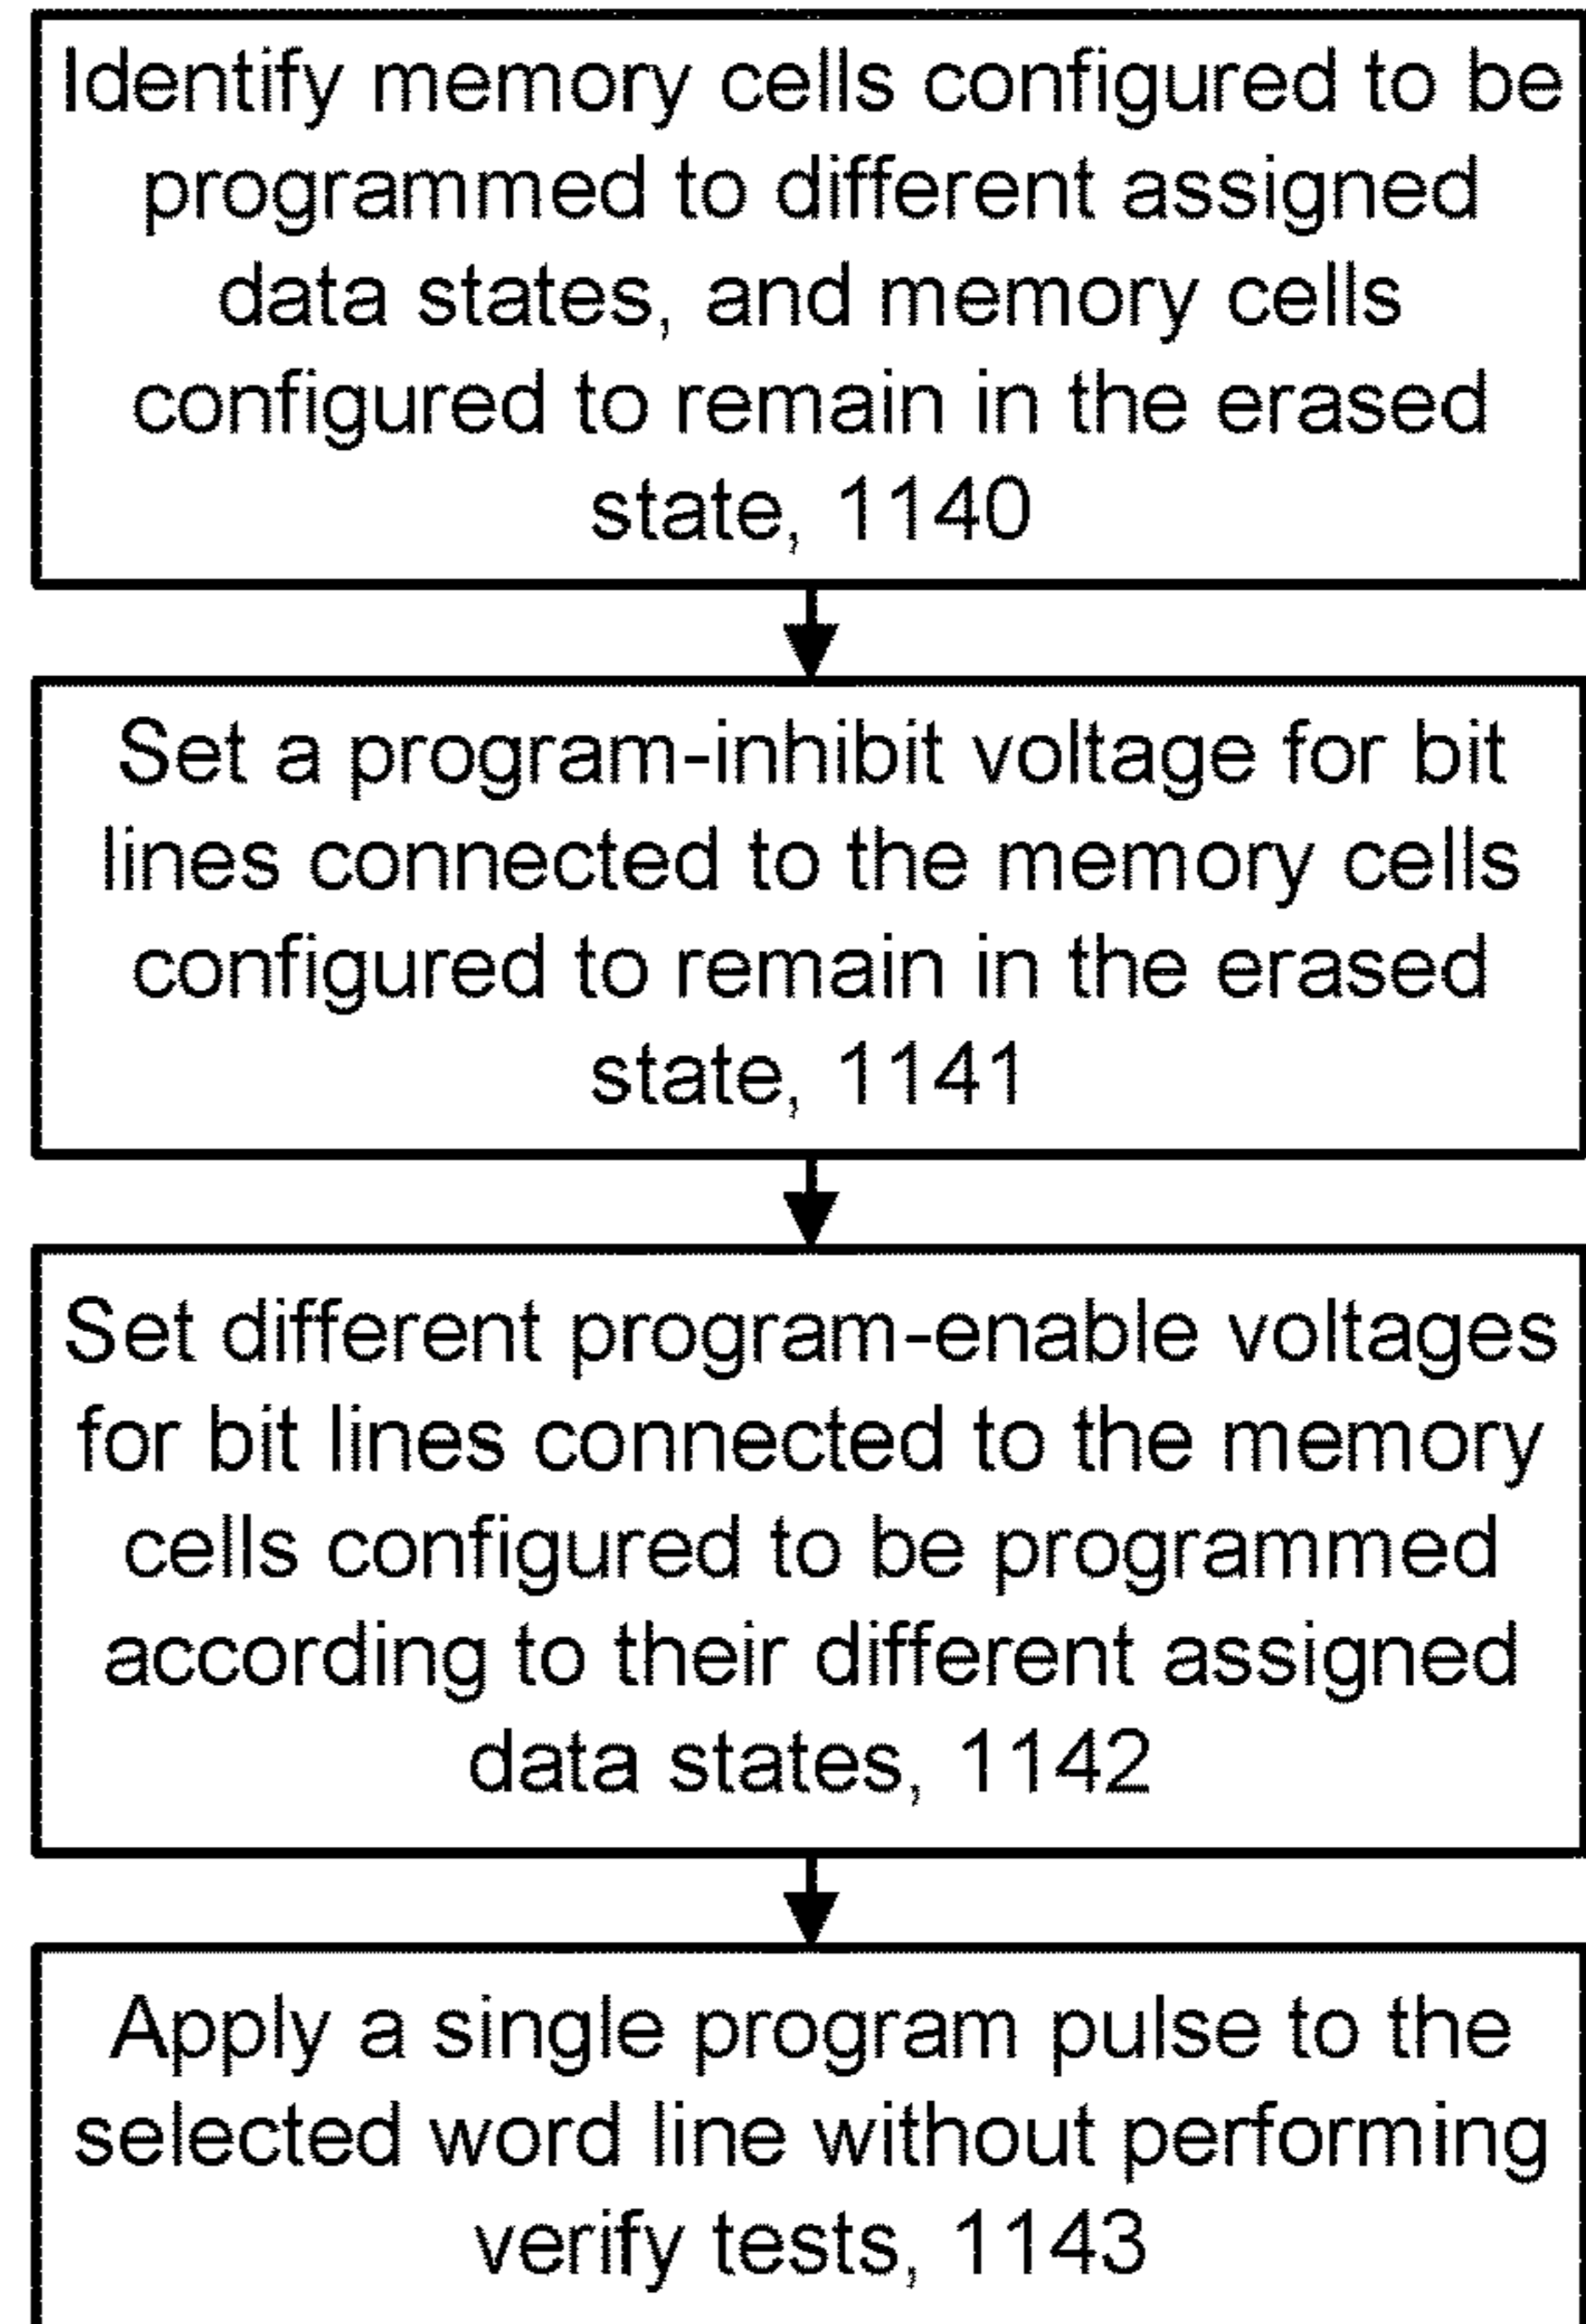 Identify memory cells configured to be
programmed to different assigned
data states, and memory cells
configured to remain in the erased
state, 1140
Set a program-inhibit voltage for bit
lines connected to the memory cells
configured to remain in the erased
state, 1141
Set different program-enable voltages
for bit lines connected to the memory
cells configured to be programmed
according to their different assigned
data states, 1142
Apply a single program pulse to the
selected word line without performing
verify tests, 1143